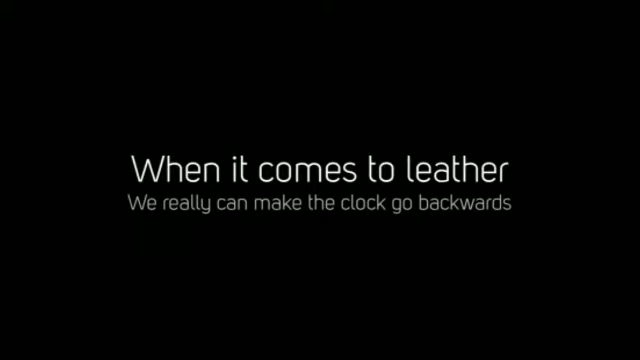 When it comes to leather
We really can make the clock go backwards